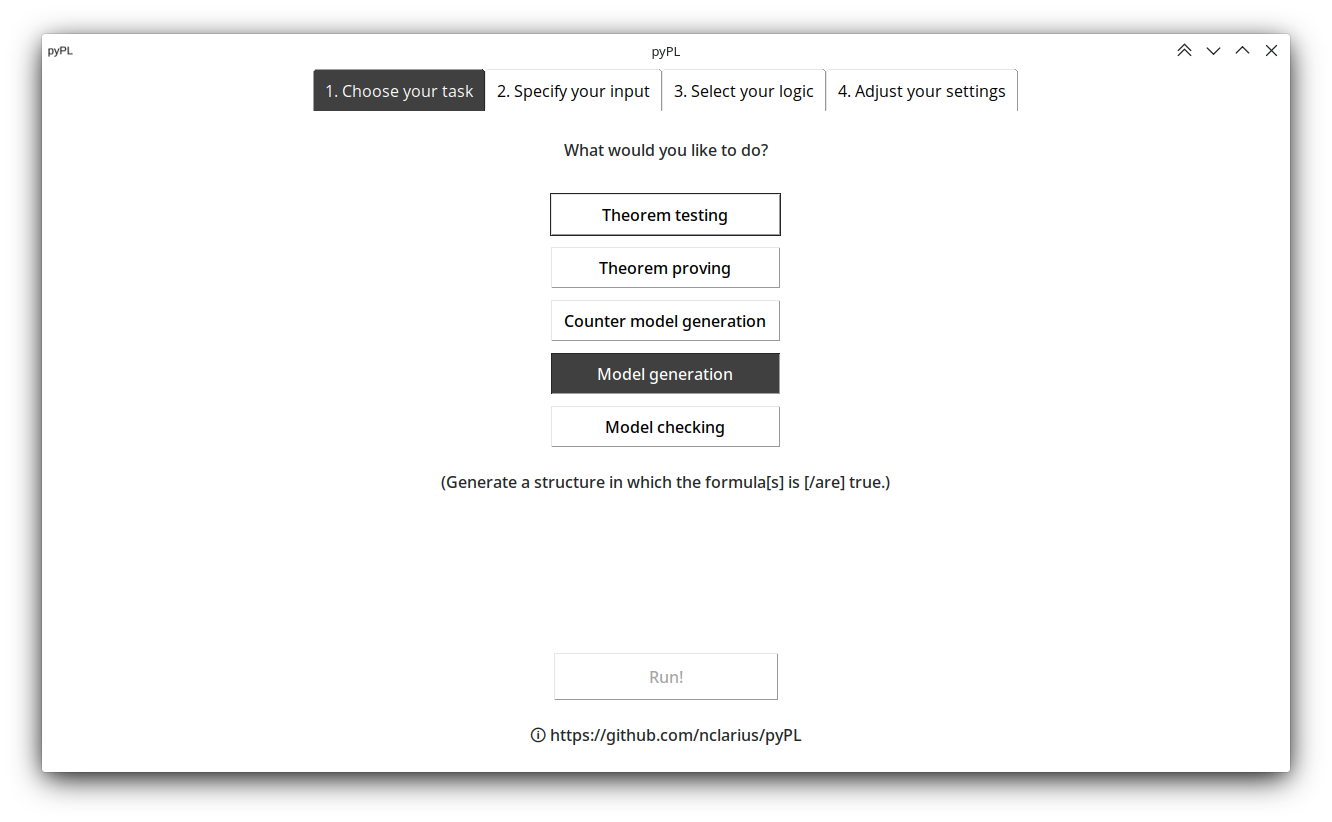 pyPL
pyPL
1. Choose your task
2. Specify your input
3. Select your logic
4. Adjust your settings
What would you like to do?
Theorem testing
Theorem proving
Counter model generation
Model generation
Model checking
(Generate a structure in which the formula[s] is [/are] true.)
Run!
https://github.com/nclarius/pyPL